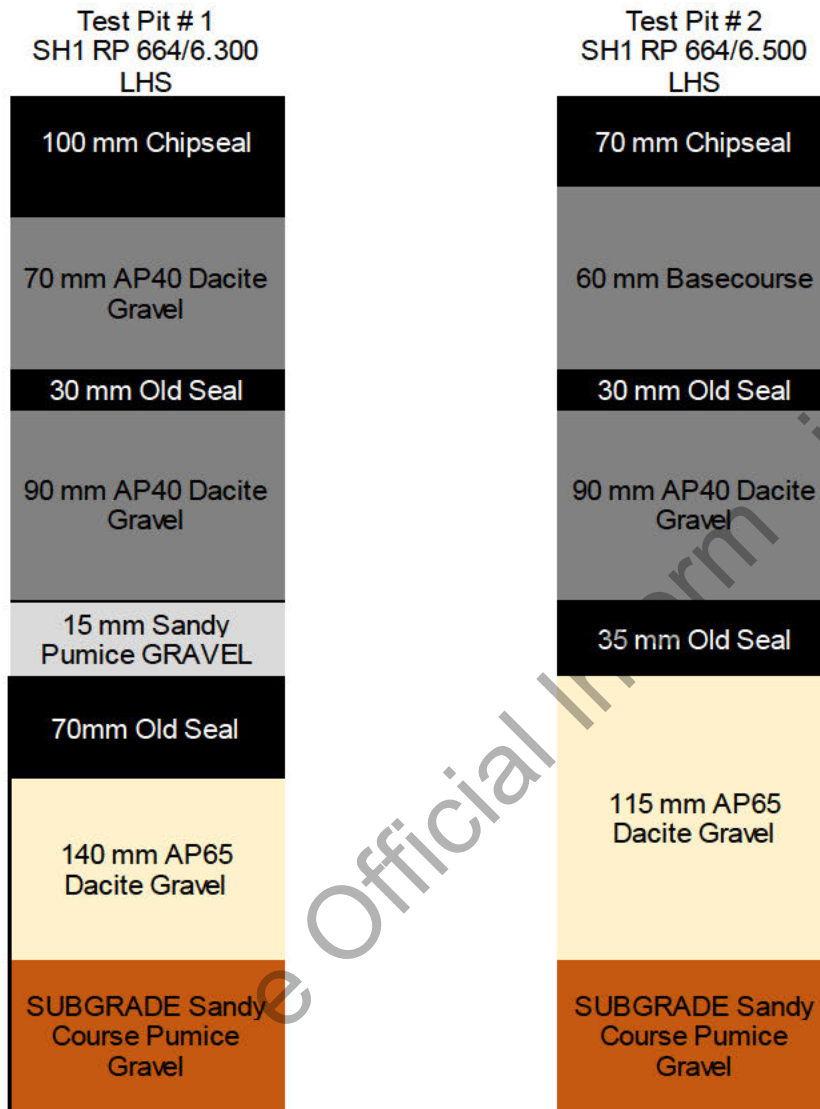 Test Pit # 1
SH1 RP 664/6.300
LHS
100 mm Chipseal
70 mm AP40 Dacite
Gravel
30 mm Old Seal
90 mm AP40 Dacite
Gravel
15 mm Sandy
Pumice GRAVEL
70mm Old Seal
140 mm AP65
Dacite Gravel
SUBGRADE Sandy
Course Pumice
Gravel
Test Pit # 2
SH1 RP 664/6.500
LHS
70 mm Chipseal
60 mm Basecourse
30 mm Old Seal
90 mm AP40 Dacite
Gravel
35 mm Old Seal
115 mm AP65
Dacite Gravel
SUBGRADE Sandy
Course Pumice
Gravel
e Official Inform